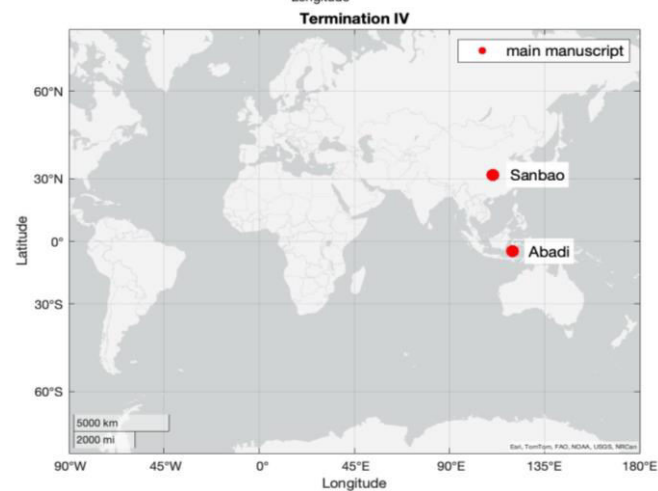 Longitude
Termination IV
main manuscript
60°N
30°N
0°
30°S
60°S
Latitude
Sanbao
Abadi
5000 km
2000 mi
Esri, TomTom, FAO, NOAA, USGS, NRCan
90°W 45°W 0° 45°E 90°E 135°E 180°E
Longitude